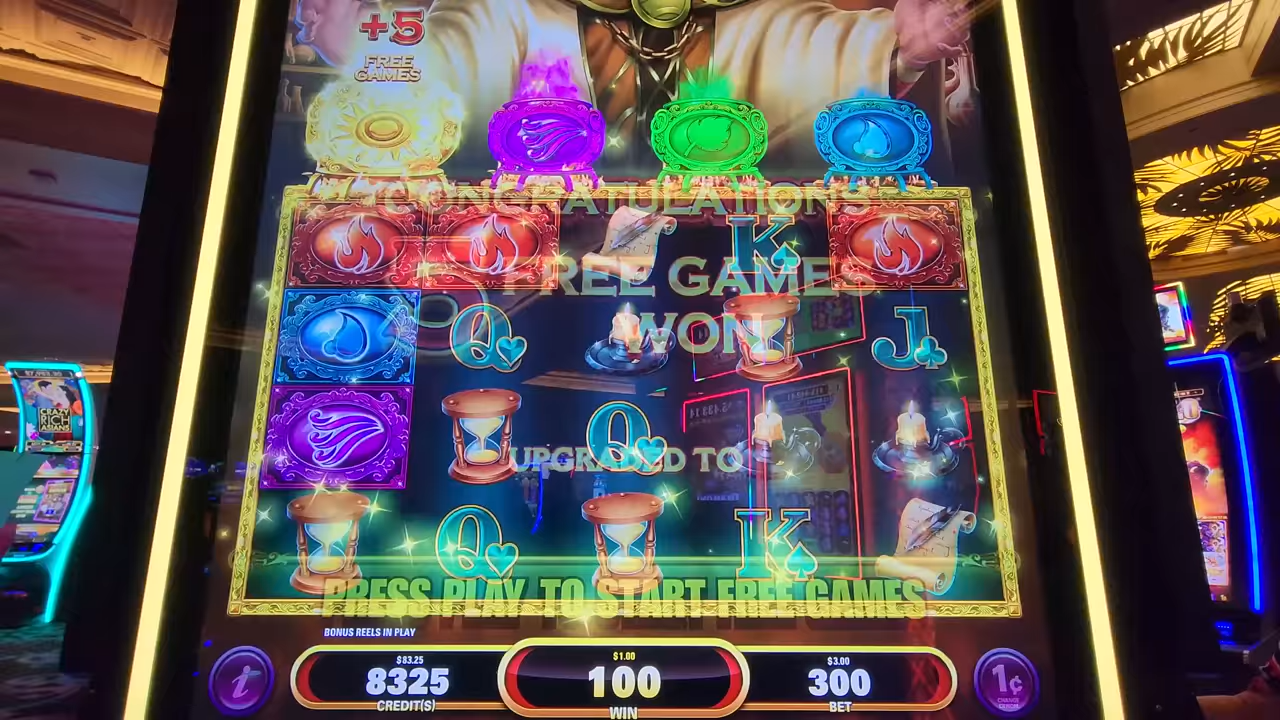 +5
FREE
GAMES
CONGRATULATIONS
K
FREE GAMES
WON
Q
J
Q
UPGRADED TO
Q
K
PRESS PLAY TO START FREE GAMES
BONUS REELS IN PLAY
$83.25
8325
CREDIT(S)
$1.00
100
WIN
$3.00
300
BET
i
1¢
CRAZY
RICH
ASIANS